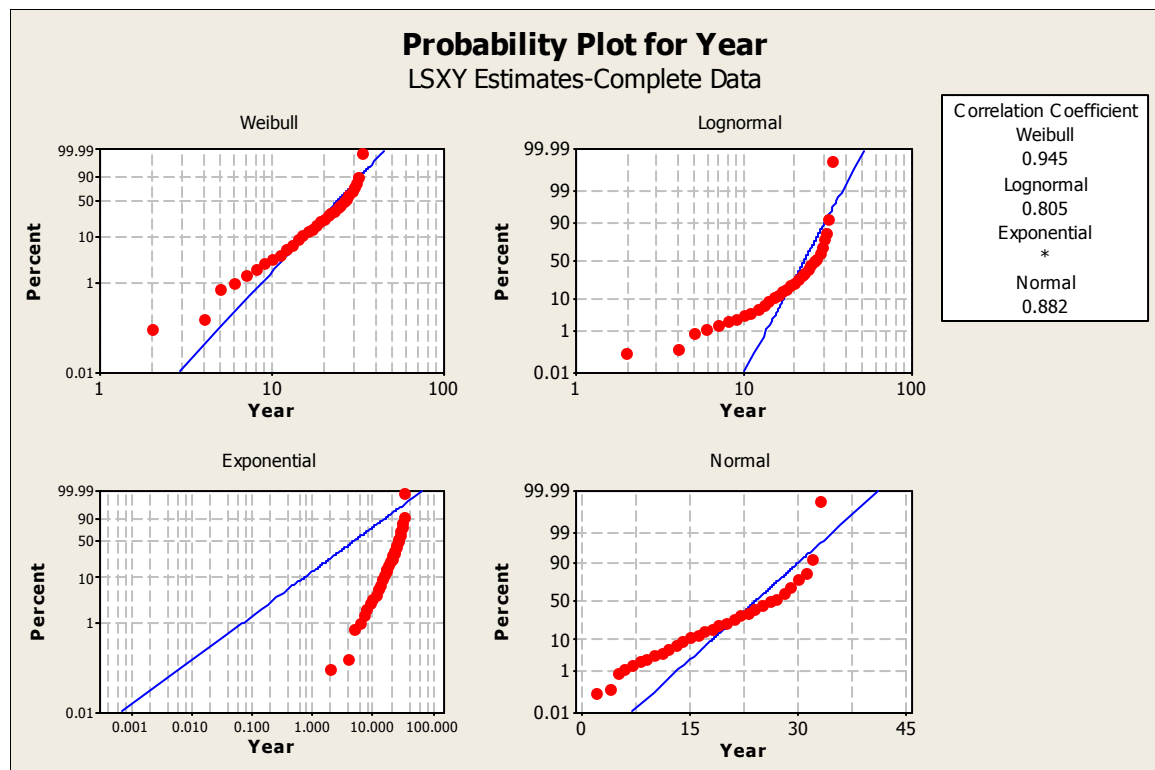 Probability Plot for Year
LSXY Estimates-Complete Data
Correlation Coefficient
Weibull
0.945
Lognormal
0.805
Exponential
*
Normal
0.882
Weibull
99.99
90
50
10
1
0.01
Percent
1 10 100
Year
Lognormal
99.99
99
90
50
10
1
0.01
Percent
1 10 100
Year
Exponential
99.99
90
50
10
1
0.01
Percent
0.001 0.010 0.100 1.000 10.000 100.000
Year
Normal
99.99
99
90
50
10
1
0.01
Percent
0 15 30 45
Year